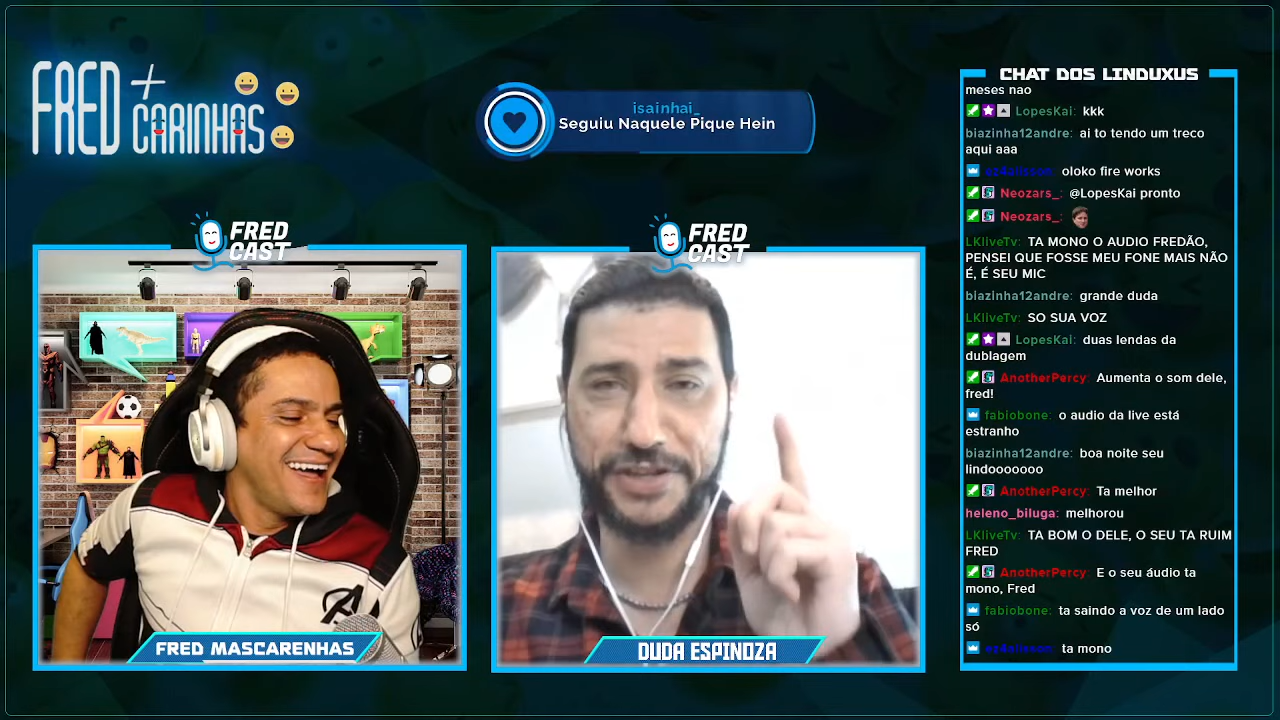 FRED +
CARINHAS
isainhai_
Seguiu Naquele Pique Hein
FRED
CAST
FRED MASCARENHAS
FRED
CAST
DUDA ESPINOZA
CHAT DOS LINDUXUS
meses nao
LopesKai: kkk
biazinha12andre: ai to tendo um treco
aqui aaa
ez4alisson: oloko fire works
Neozars_: @LopesKai pronto
Neozars_:
LKliveTv: TA MONO O AUDIO FREDÃO,
PENSEI QUE FOSSE MEU FONE MAIS NÃO
É, É SEU MIC
biazinha12andre: grande duda
LKliveTv: SO SUA VOZ
LopesKai: duas lendas da
dublagem
AnotherPercy: Aumenta o som dele,
fred!
fabiobone: o audio da live está
estranho
biazinha12andre: boa noite seu
lindooooooo
AnotherPercy: Ta melhor
heleno_biluga: melhorou
LKliveTv: TA BOM O DELE, O SEU TA RUIM
FRED
AnotherPercy: E o seu áudio ta
mono, Fred
fabiobone: ta saindo a voz de um lado
só
ez4alisson: ta mono